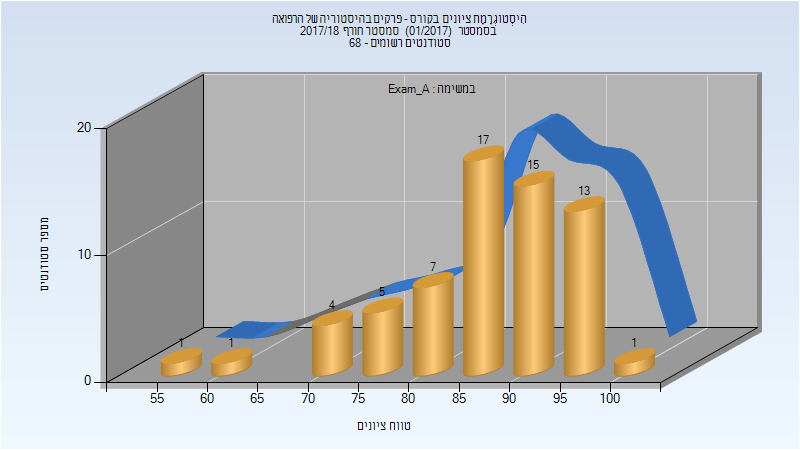 היסטוגרמת ציונים בקורס - פרקים בהיסטוריה של הרפואה
בסמסטר (01/2017) סמסטר חורף 2017/18
סטודנטים רשומים - 68
במשימה : Exam_A
מספר סטודנטים
20
10
0
1
1
4
5
7
17
15
13
1
55 60 65 70 75 80 85 90 95 100
טווח ציונים